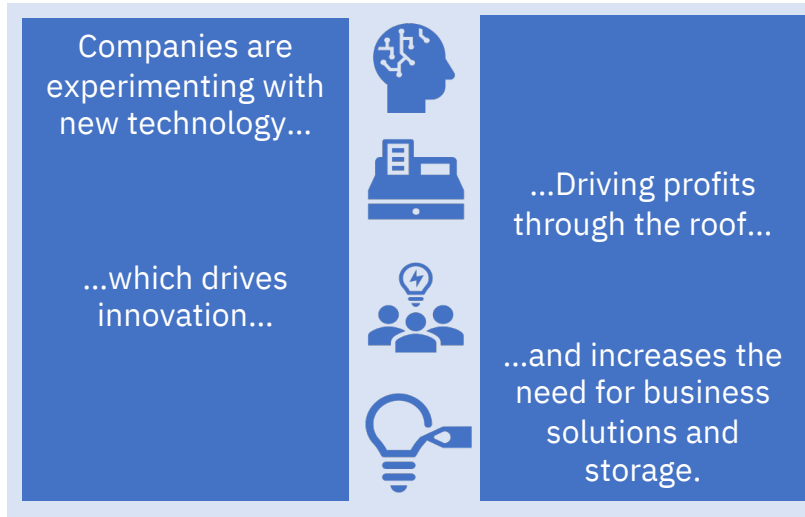 Companies are
experimenting with
new technology...
...Driving profits
through the roof...
...which drives
innovation...
...and increases the
need for business
solutions and
storage.